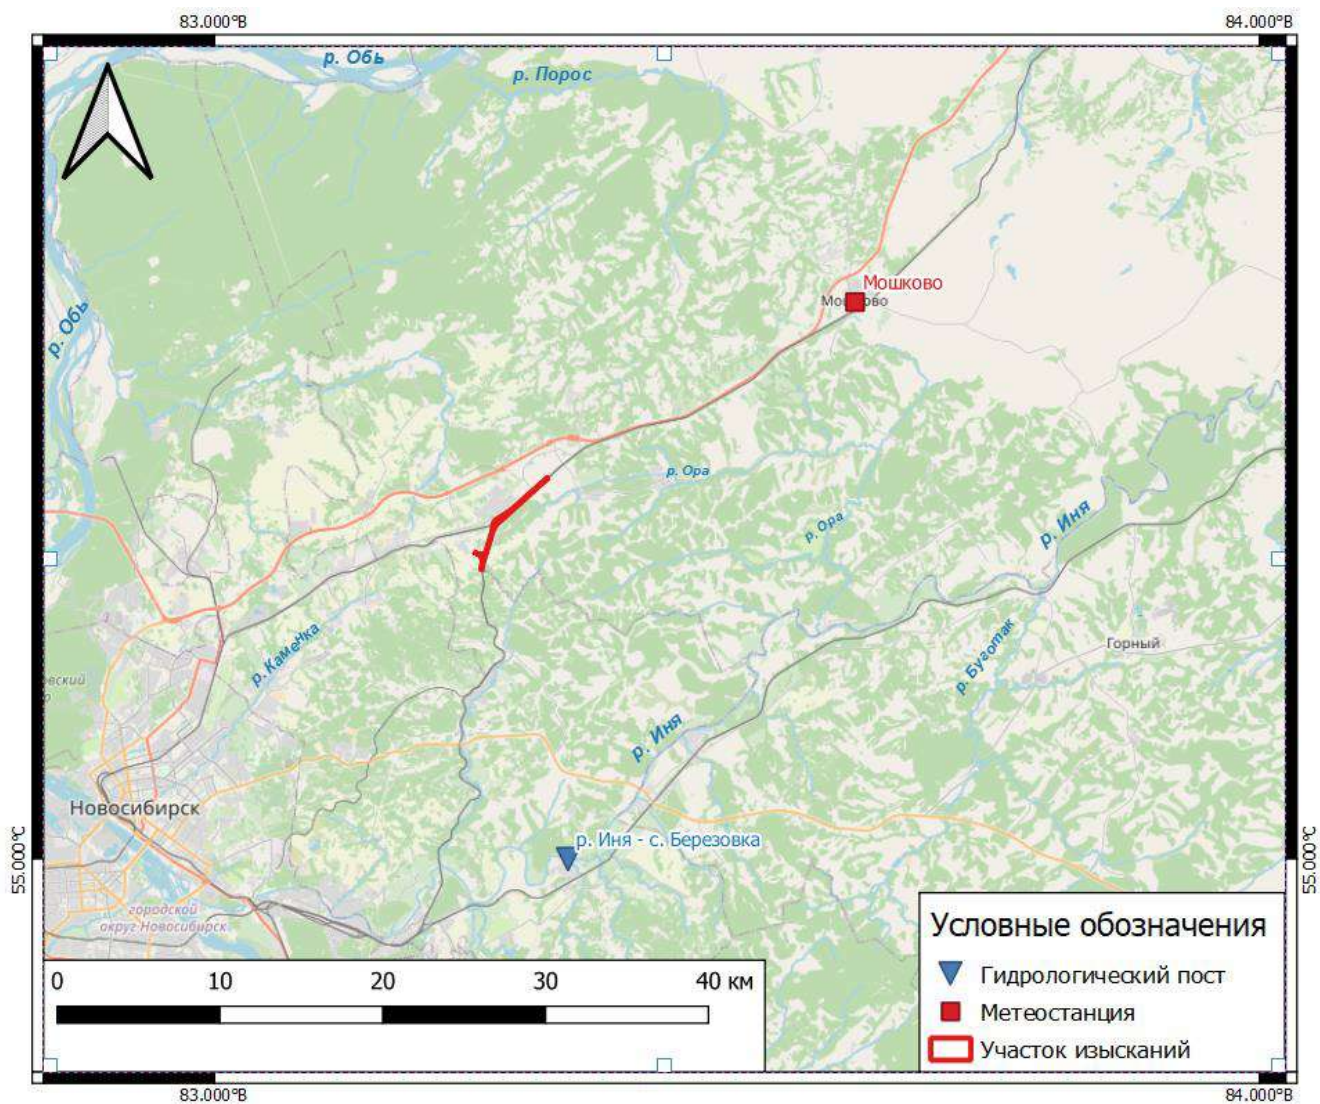 83.000°В
84.000°В
р. Обь
р. Порос
Мошково
р. Обь
р. Ора
р. Ора
р. Иня
р. Каменка
Горный
р. Буготак
р. Иня
Новосибирск
р. Иня - с. Березовка
55.000°С
55.000°С
городской
округ Новосибирск
Условные обозначения
Гидрологический пост
Метеостанция
Участок изысканий
0 10 20 30 40 км
83.000°В
84.000°В